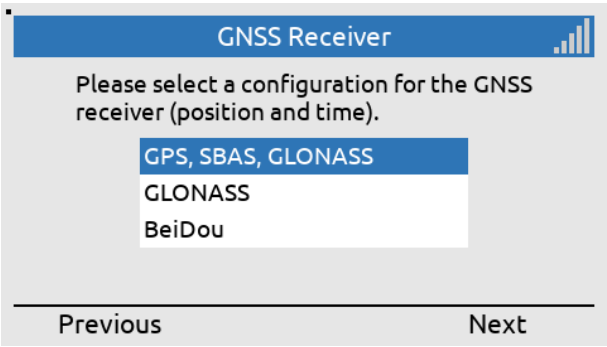 GNSS Receiver
Please select a configuration for the GNSS
receiver (position and time).
GPS, SBAS, GLONASS
GLONASS
BeiDou
Previous Next